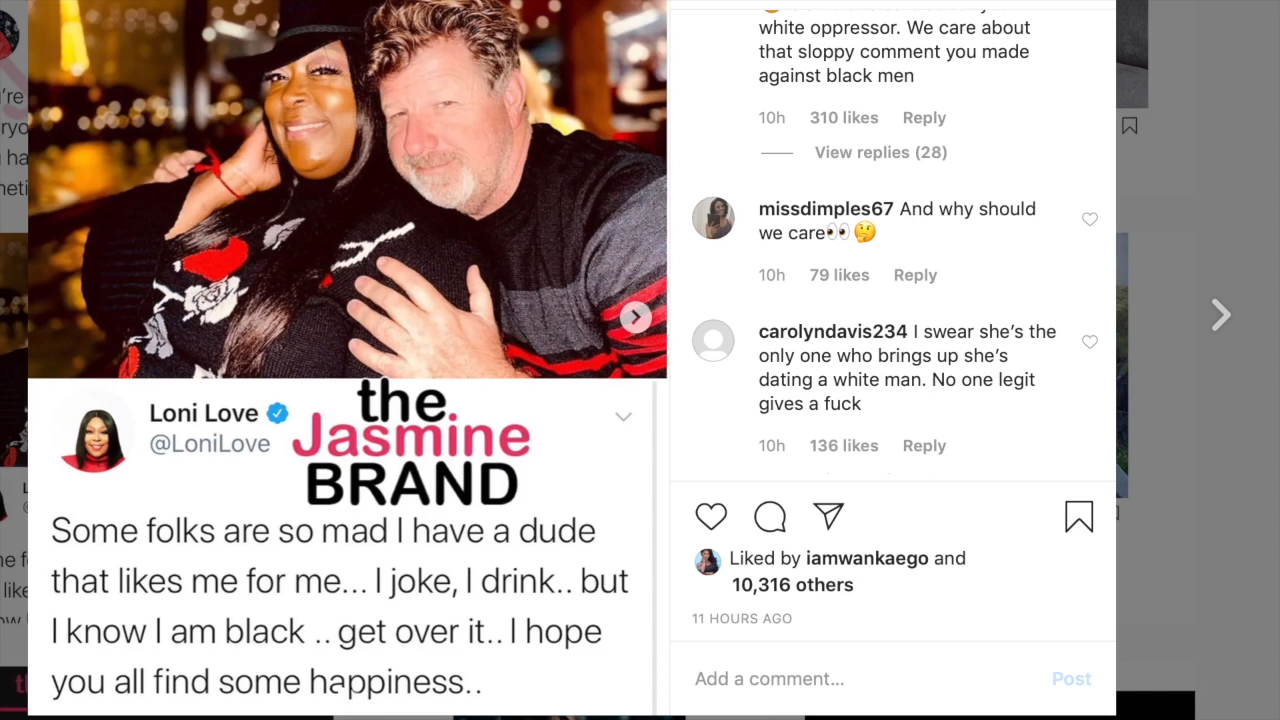 white oppressor. We care about
that sloppy comment you made
against black men
10h 310 likes Reply
View replies (28)
missdimples67 And why should
we care👀🤔
10h 79 likes Reply
carolyndavis234 I swear she's the
only one who brings up she's
dating a white man. No one legit
gives a fuck
10h 136 likes Reply
Liked by iamwankaego and
10,316 others
11 HOURS AGO
Add a comment... Post
Loni Love
@LoniLove
the
Jasmine
BRAND
Some folks are so mad I have a dude
that likes me for me... I joke, I drink.. but
I know I am black .. get over it.. I hope
you all find some happiness..